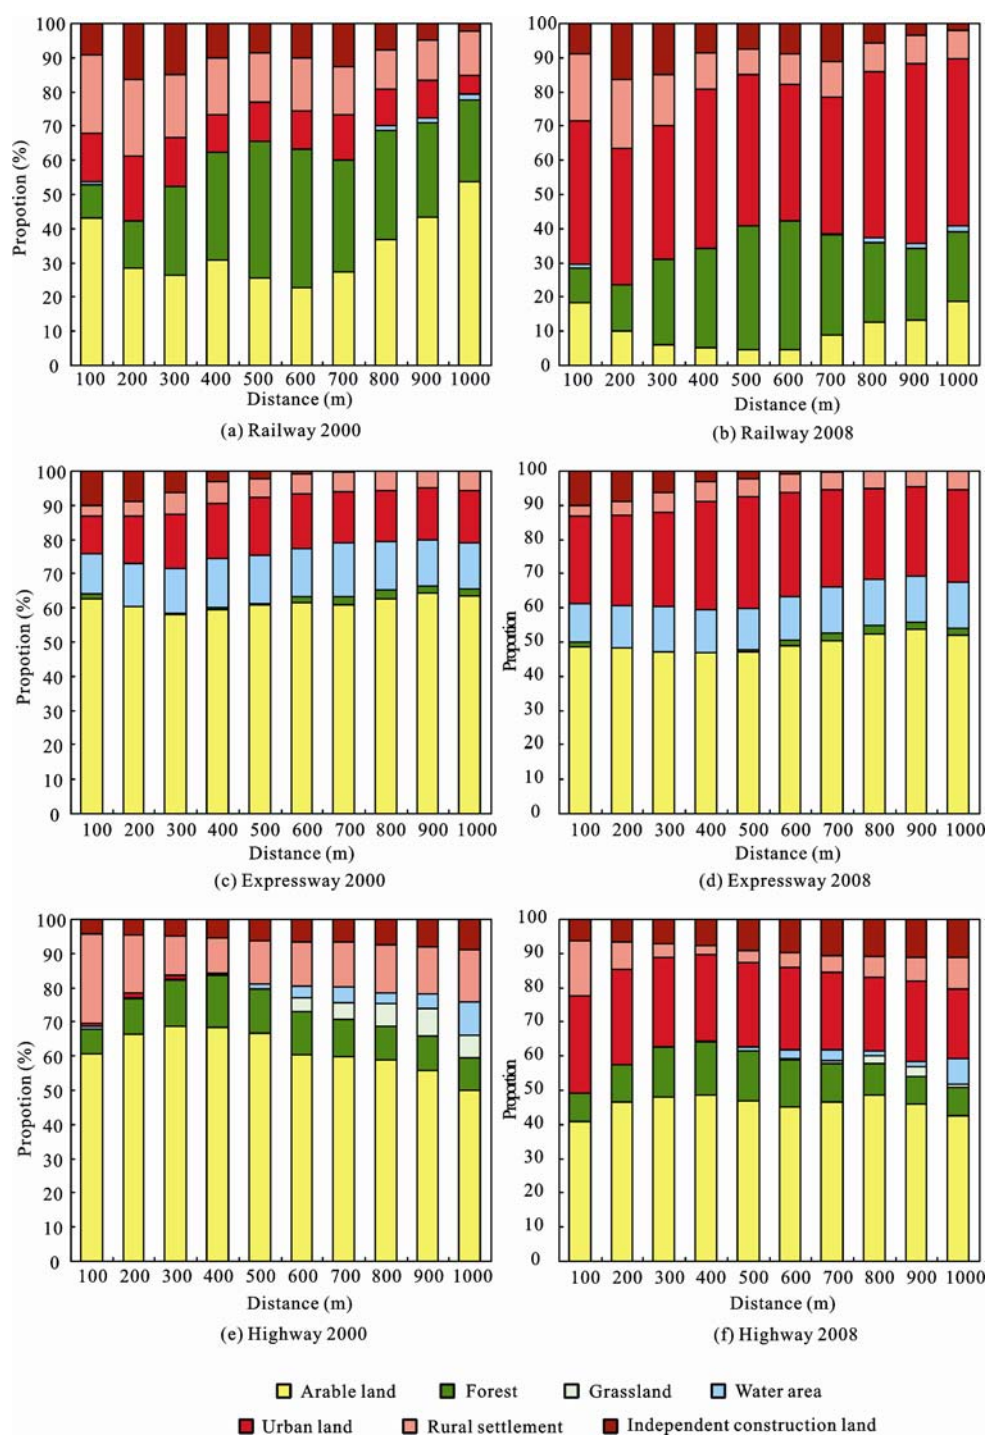 100 100
90 90
80 80
70 70
60 60
50 50
40 40
30 30
20 20
10 10
0 0
Propotion (%)
100 200 300 400 500 600 700 800 900 1000
100 200 300 400 500 600 700 800 900 1000
Distance (m) Distance (m)
(a) Railway 2000 (b) Railway 2008
100 100
90 90
80 80
70 70
60 60
50 50
40 40
30 30
20 20
10 10
0 0
Propotion (%) Proportion
100 200 300 400 500 600 700 800 900 1000
100 200 300 400 500 600 700 800 900 1000
Distance (m) Distance (m)
(c) Expressway 2000 (d) Expressway 2008
100 100
90 90
80 80
70 70
60 60
50 50
40 40
30 30
20 20
10 10
0 0
Propotion (%) Proportion
100 200 300 400 500 600 700 800 900 1000
100 200 300 400 500 600 700 800 900 1000
Distance (m) Distance (m)
(e) Highway 2000 (f) Highway 2008
Arable land Forest Grassland Water area
Urban land Rural settlement Independent construction land